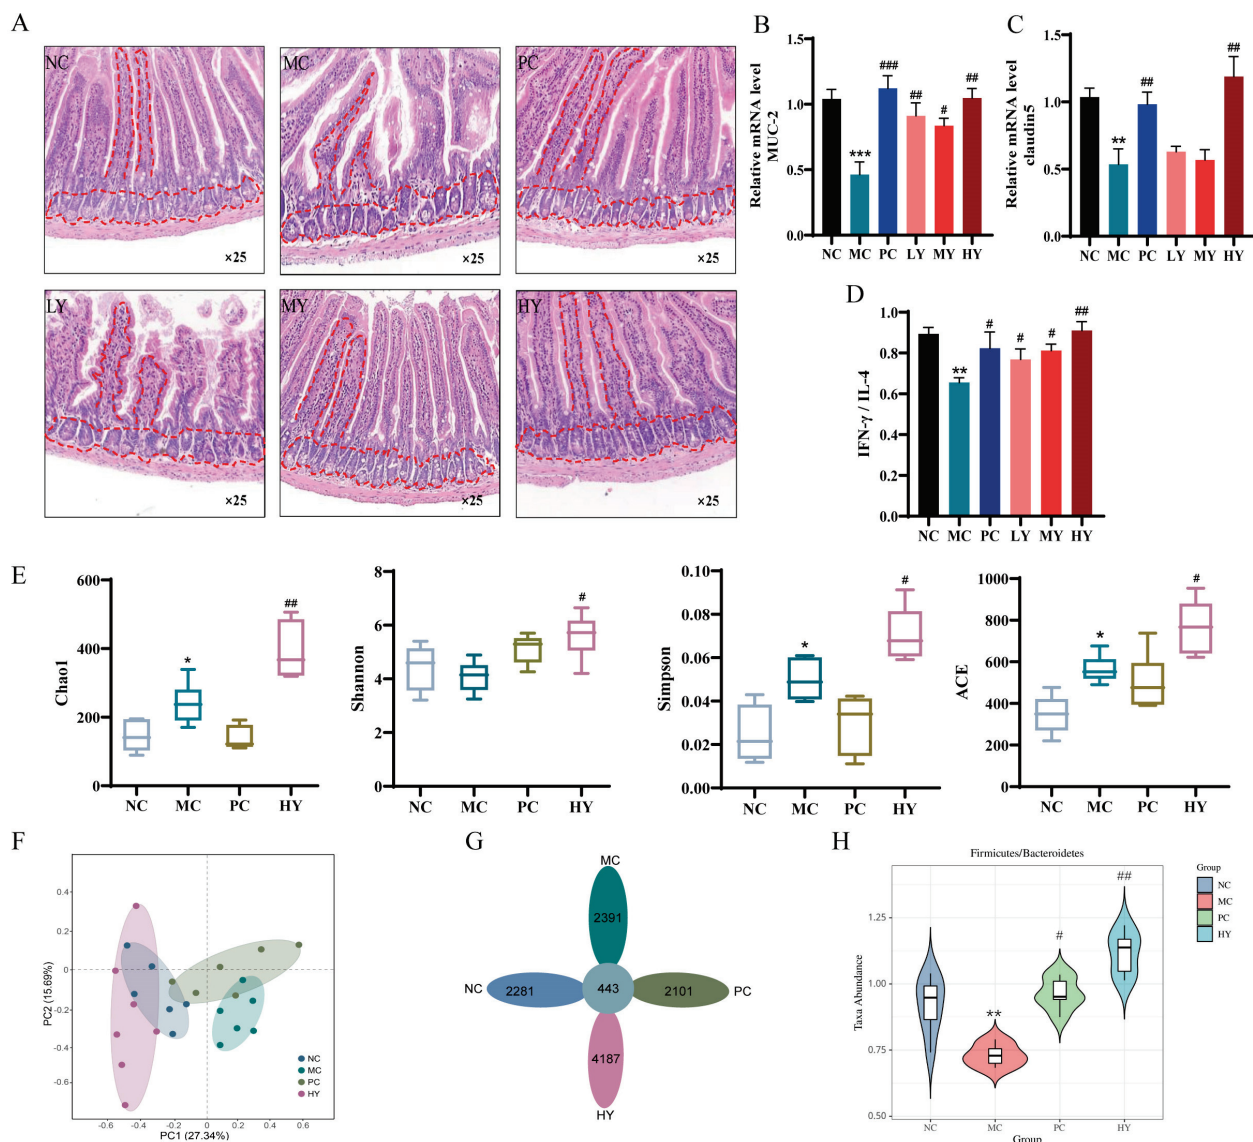 A
NC
×25
MC
×25
PC
×25
LY
×25
MY
×25
HY
×25
B
Relative mRNA level
MUC-2
1.5
1.0
0.5
0.0
***
###
##
#
##
NC MC PC LY MY HY
C
Relative mRNA level
claudin5
1.5
1.0
0.5
0.0
**
##
##
NC MC PC LY MY HY
D
IFN-γ / IL-4
1.0
0.8
0.6
0.4
0.2
0.0
**
#
#
#
##
NC MC PC LY MY HY
E
Chao1
600
400
200
0
*
##
NC MC PC HY
Shannon
8
6
4
2
0
#
NC MC PC HY
Simpson
0.10
0.08
0.06
0.04
0.02
0.00
*
#
NC MC PC HY
ACE
1000
800
600
400
200
0
*
#
NC MC PC HY
F
PC2 (15.69%)
0.4
0.2
0
-0.2
-0.4
-0.6
-0.6 -0.4 -0.2 0 0.2 0.4 0.6
PC1 (27.34%)
NC
MC
PC
HY
G
MC
2391
NC
2281
443
2101
PC
4187
HY
H
Firmicutes/Bacteroidetes
Taxa Abundance
1.25
1.00
0.75
0.50
**
#
##
NC MC PC HY
Group
Group
NC
MC
PC
HY